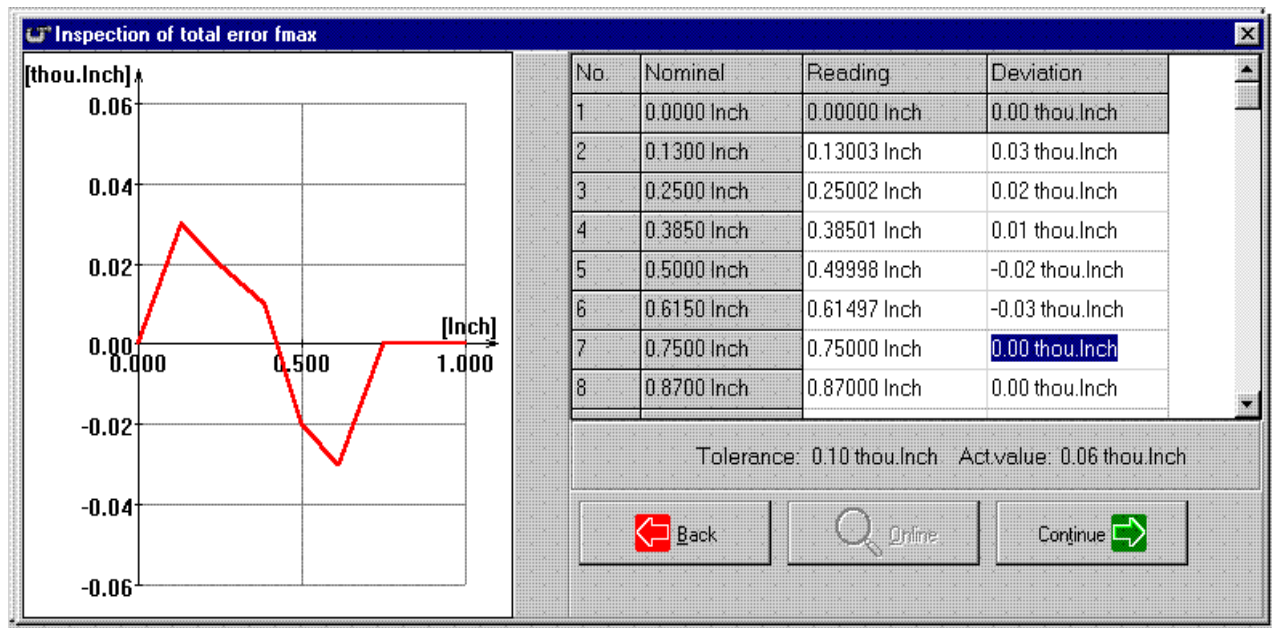 Inspection of total error fmax
[thou.Inch]
0.06
0.04
0.02
0.00
-0.02
-0.04
-0.06
0.000 0.500 1.000
[Inch]
No. Nominal Reading Deviation
1 0.0000 Inch 0.00000 Inch 0.00 thou.Inch
2 0.1300 Inch 0.13003 Inch 0.03 thou.Inch
3 0.2500 Inch 0.25002 Inch 0.02 thou.Inch
4 0.3850 Inch 0.38501 Inch 0.01 thou.Inch
5 0.5000 Inch 0.49998 Inch -0.02 thou.Inch
6 0.6150 Inch 0.61497 Inch -0.03 thou.Inch
7 0.7500 Inch 0.75000 Inch 0.00 thou.Inch
8 0.8700 Inch 0.87000 Inch 0.00 thou.Inch
Tolerance: 0.10 thou.Inch Act.value: 0.06 thou.Inch
Back Online Continue